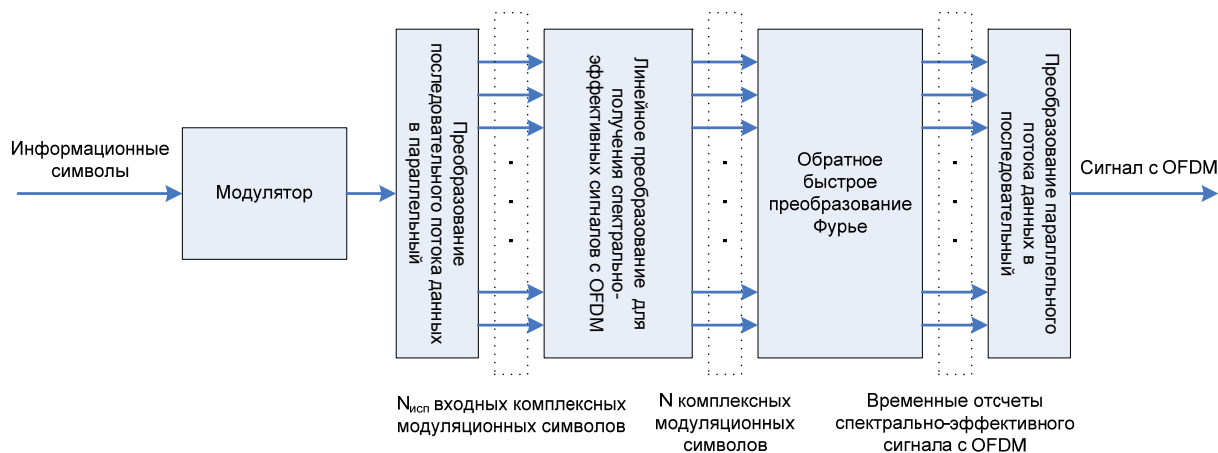 Информационные
символы
Модулятор
Преобразование
последовательного потока данных
в параллельный
Линейное преобразование для
получения спектрально-
эффективных сигналов с OFDM
Обратное
быстрое
преобразование
Фурье
Преобразование параллельного
потока данных в
последовательный
Сигнал с OFDM
Nисп входных комплексных
модуляционных символов
N комплексных
модуляционных
символов
Временные отсчеты
спектрально-эффективного
сигнала с OFDM